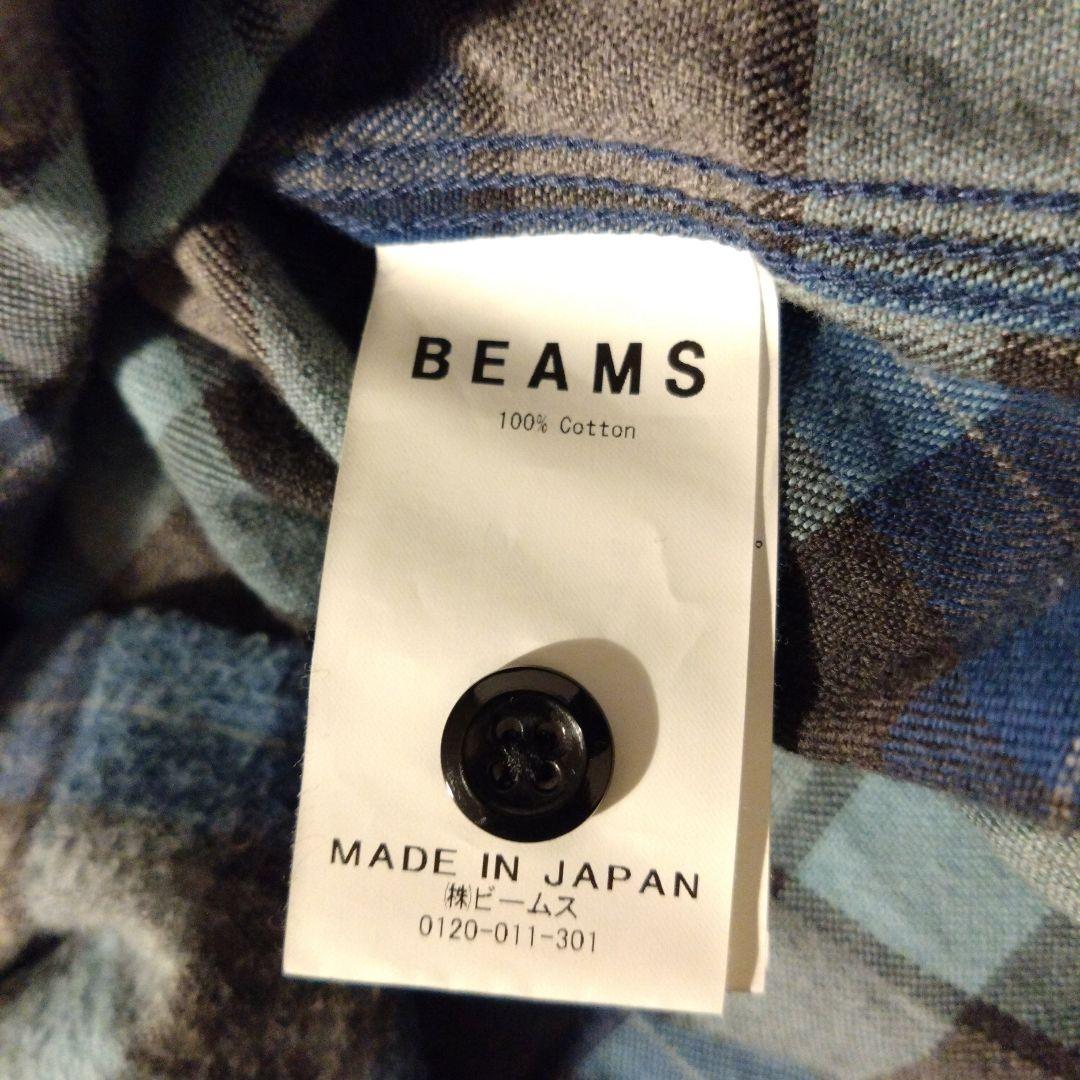 BEAMS
100% Cotton
MADE IN JAPAN
㈱ビームス
0120-011-301